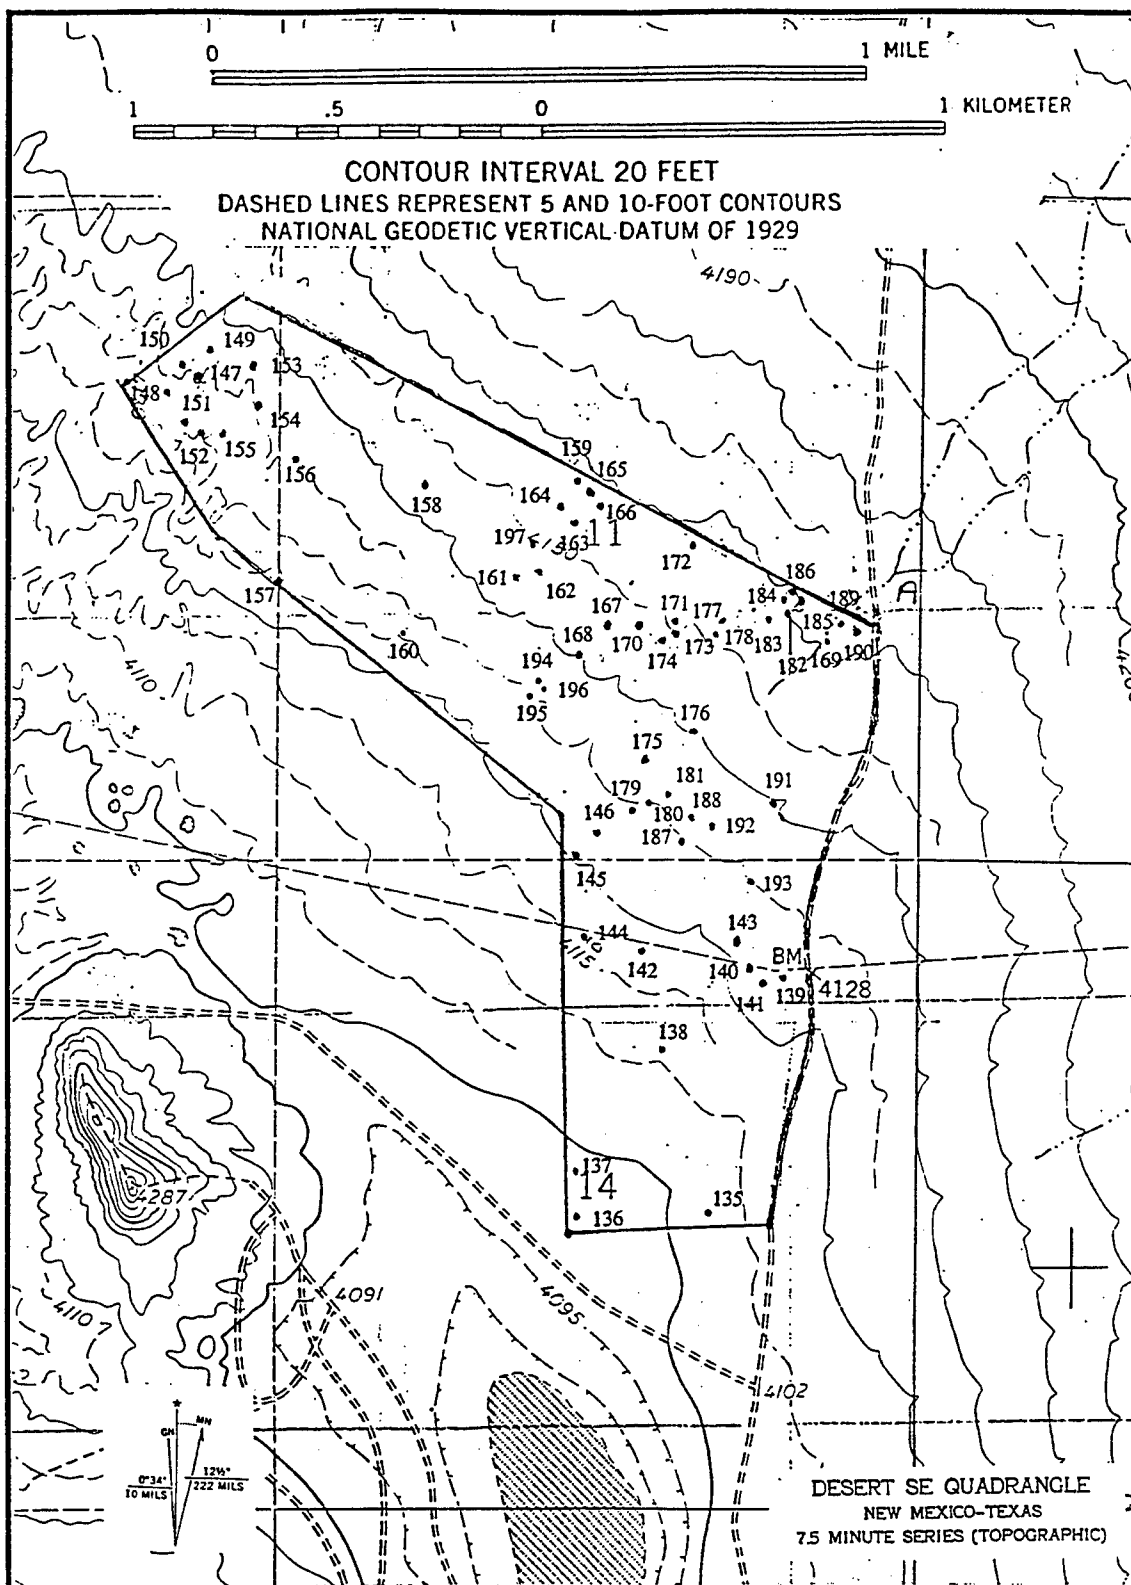 0 1 MILE
1 .5 0 1 KILOMETER
CONTOUR INTERVAL 20 FEET
DASHED LINES REPRESENT 5 AND 10-FOOT CONTOURS
NATIONAL GEODETIC VERTICAL DATUM OF 1929
4190
150 149
147 153
148
151 154
152 155
156
158
159 165
164 166
197 163 11
172
161 162
157
186
184 189
A
167 171 177
185
168 170 174 173 178 183
182 169 190
160
4110
194
196
195
176
175
181 191
179 188
146 180
187 192
145
193
143
144
4115
142 140 BM
141 139 4128
138
137
14
136 135
4287
4110
4091
4095
4102
GN MN
0°34'
10 MILS
12½°
222 MILS
DESERT SE QUADRANGLE
NEW MEXICO-TEXAS
7.5 MINUTE SERIES (TOPOGRAPHIC)